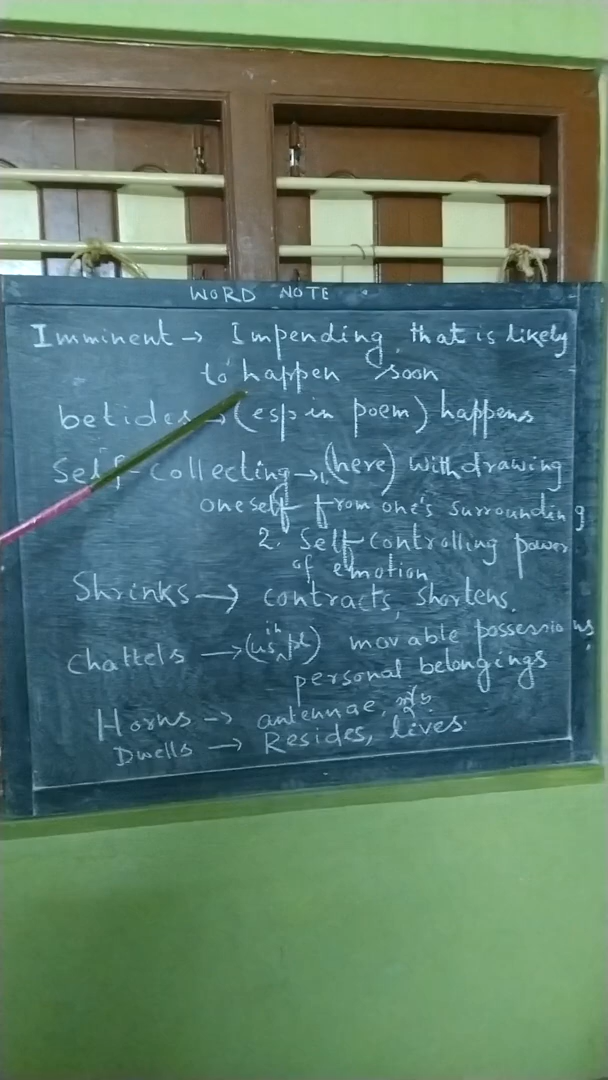 WORD NOTE
Imminent → Impending, that is likely
to happen soon
betides → (esp in poem) happens
Self-collecting → 1. (here) withdrawing
oneself from one's surrounding
2. Self-controlling power
of emotion
Shrinks → contracts, shortens.
Chattels → (us in pl) movable possessions,
personal belongings
Horns → antennae,
Dwells → Resides, lives.